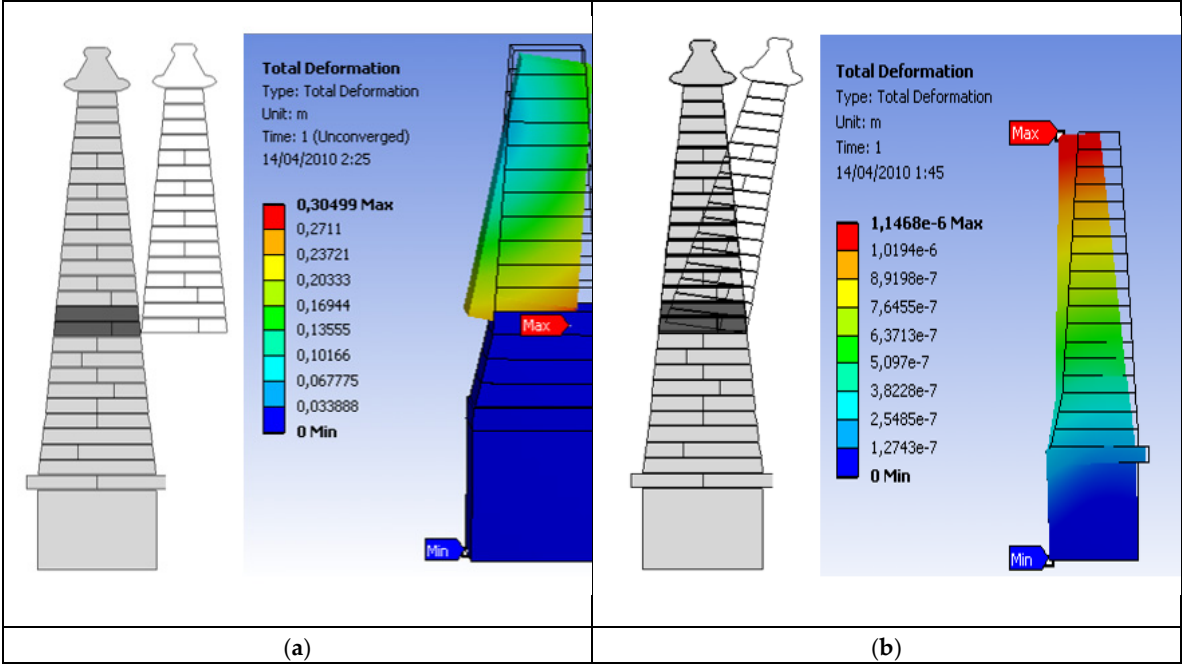 Total Deformation
Type: Total Deformation
Unit: m
Time: 1 (Unconverged)
14/04/2010 2:25
0,30499 Max
0,2711
0,23721
0,20333
0,16944
0,13555
0,10166
0,067775
0,033888
0 Min
Max
Min
Total Deformation
Type: Total Deformation
Unit: m
Time: 1
14/04/2010 1:45
1,1468e-6 Max
1,0194e-6
8,9198e-7
7,6455e-7
6,3713e-7
5,097e-7
3,8228e-7
2,5485e-7
1,2743e-7
0 Min
Max
Min
(a)
(b)